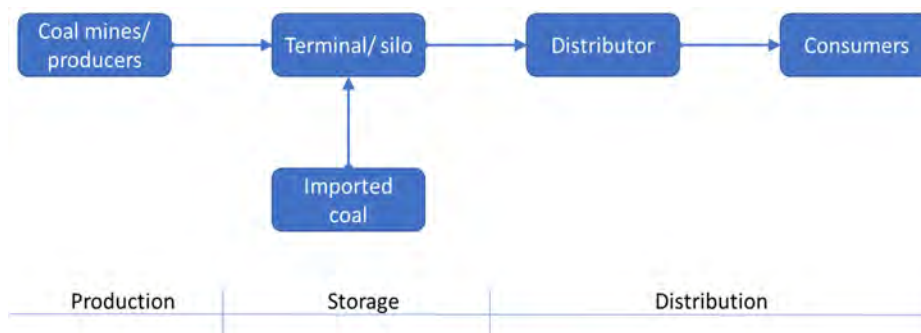 Coal mines/
producers
Terminal/ silo
Distributor
Consumers
Imported
coal
Production
Storage
Distribution